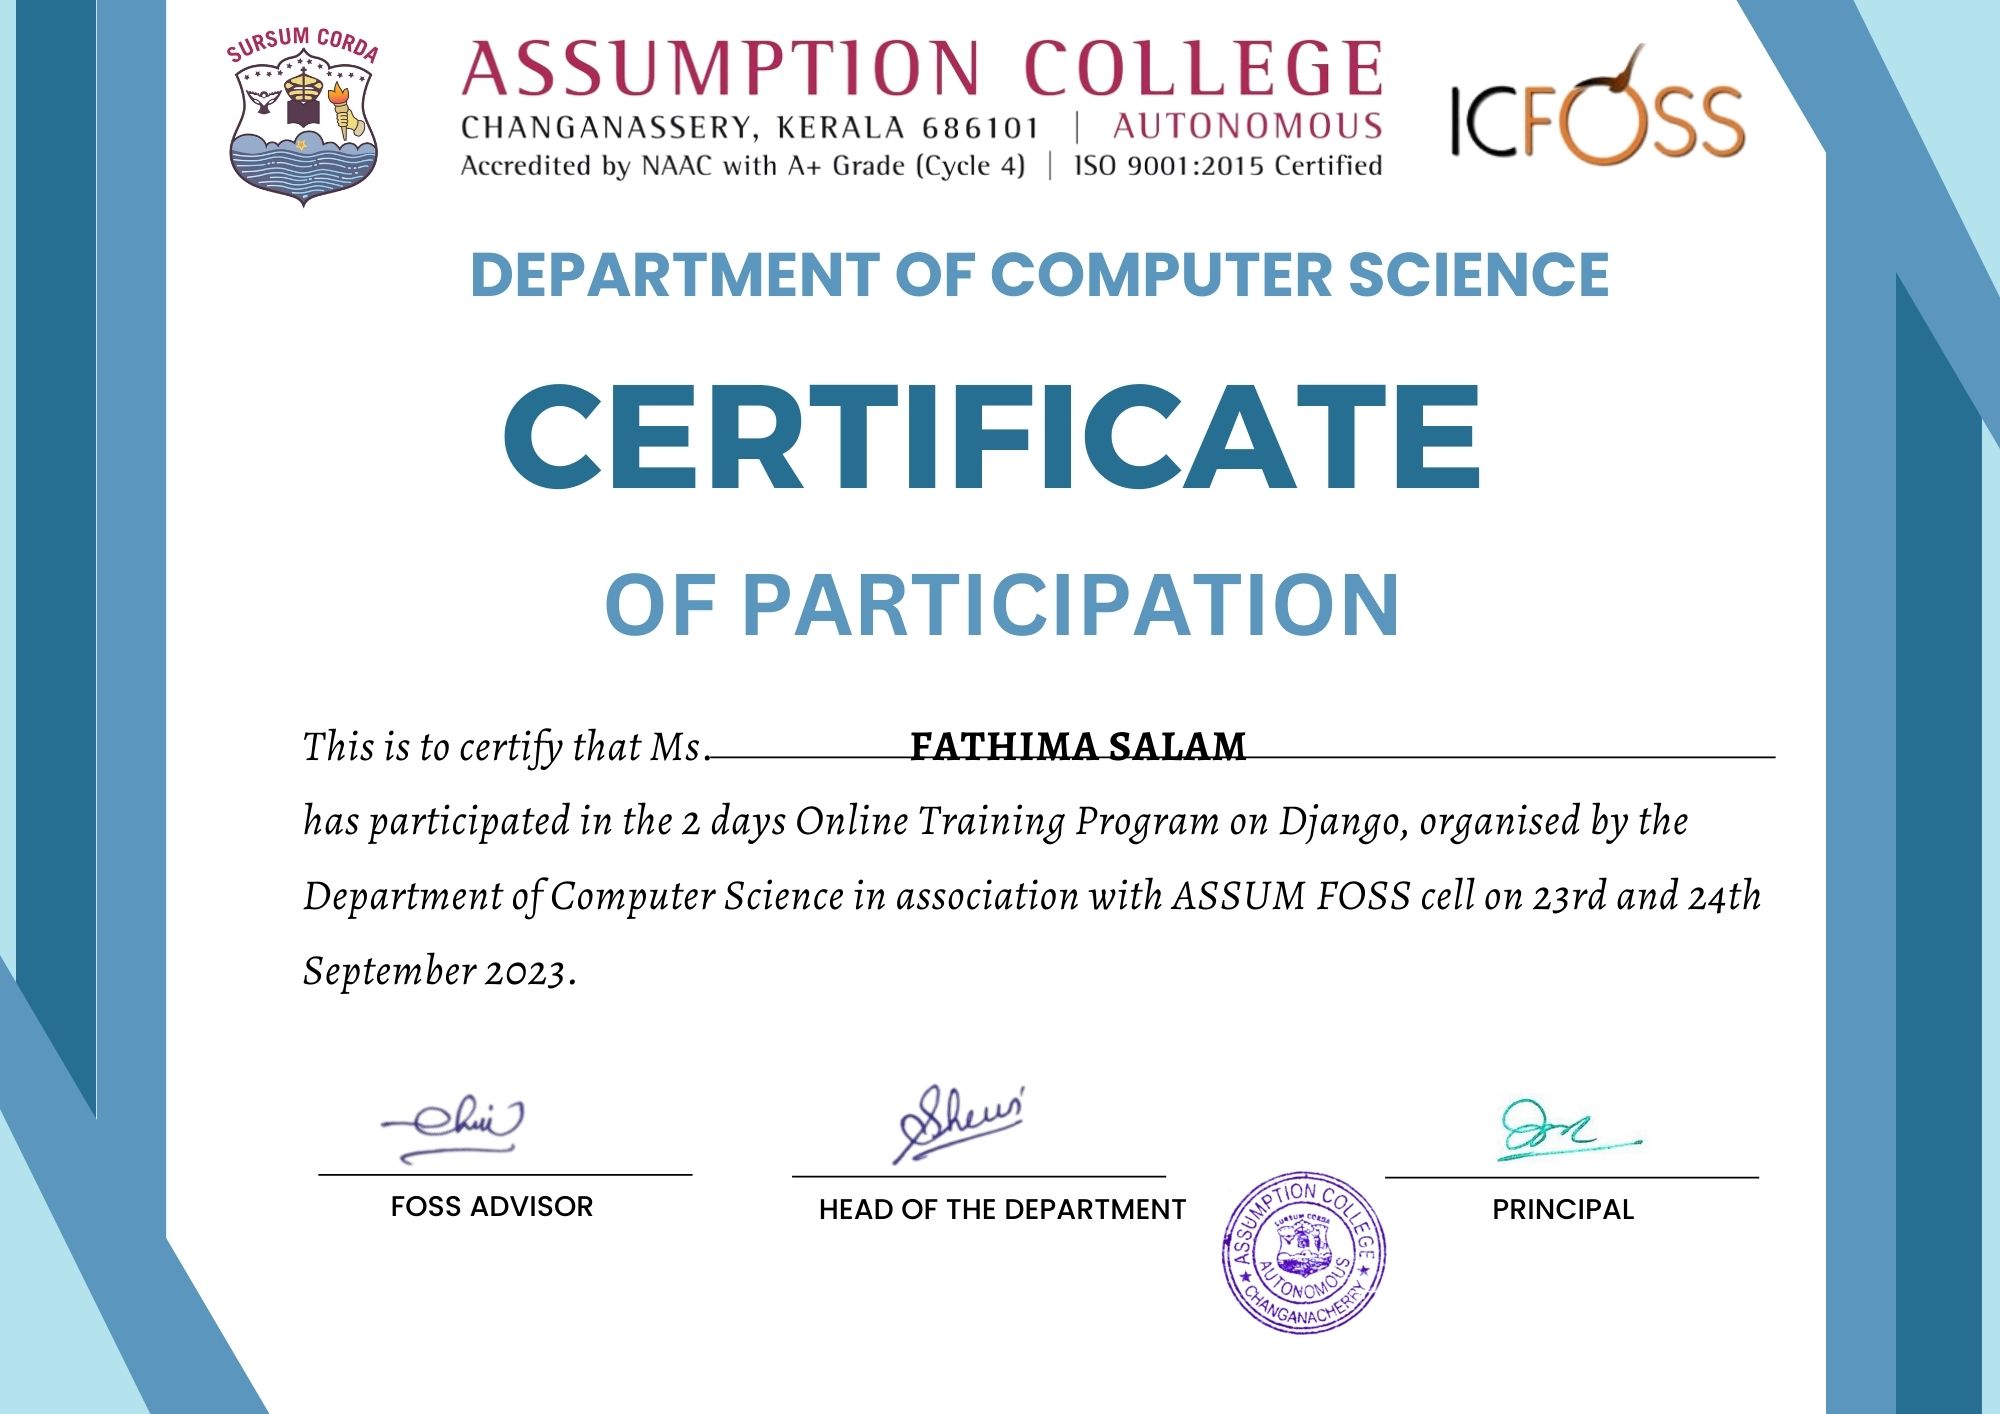 SURSUM CORDA
ASSUMPTION COLLEGE
CHANGANASSERY, KERALA 686101 | AUTONOMOUS
Accredited by NAAC with A+ Grade (Cycle 4) | ISO 9001:2015 Certified
ICFOSS
DEPARTMENT OF COMPUTER SCIENCE
CERTIFICATE
OF PARTICIPATION
This is to certify that Ms. FATHIMA SALAM
has participated in the 2 days Online Training Program on Django, organised by the
Department of Computer Science in association with ASSUM FOSS cell on 23rd and 24th
September 2023.
FOSS ADVISOR
HEAD OF THE DEPARTMENT
PRINCIPAL
ASSUMPTION COLLEGE
SURSUM CORDA
AUTONOMOUS
★ CHANGANACHERRY ★